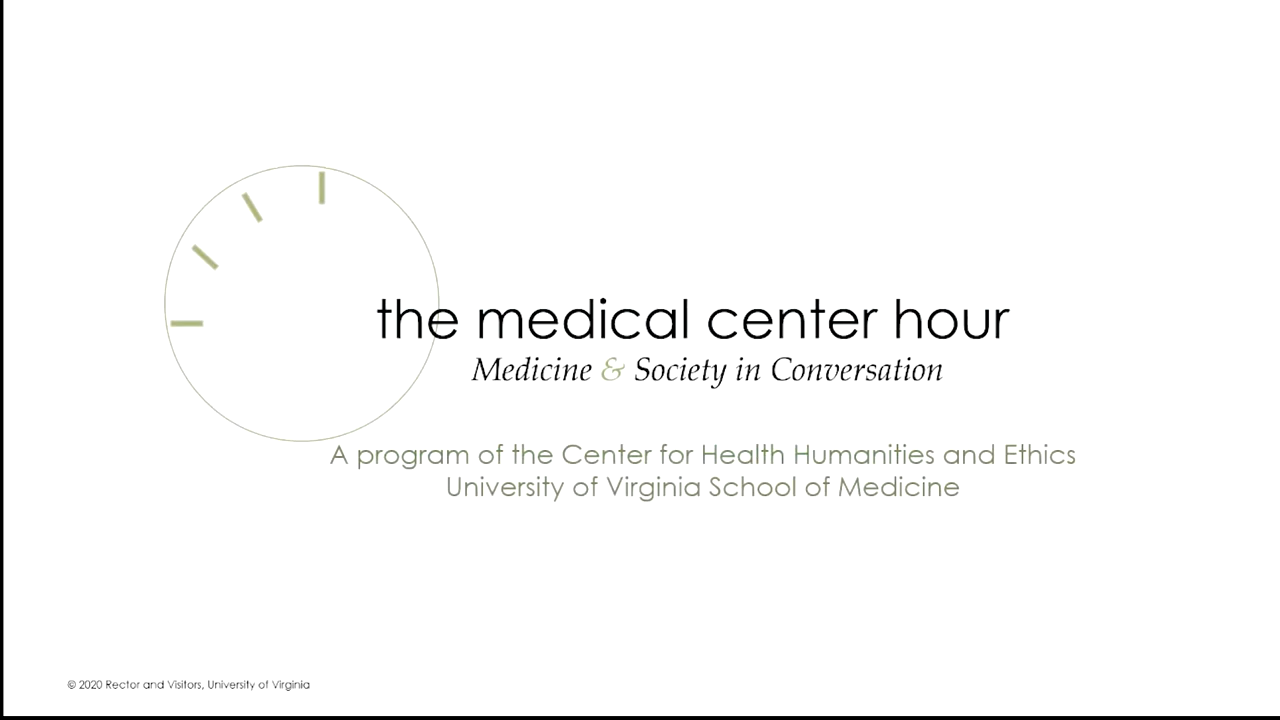 the medical center hour
Medicine & Society in Conversation
A program of the Center for Health Humanities and Ethics
University of Virginia School of Medicine
© 2020 Rector and Visitors, University of Virginia